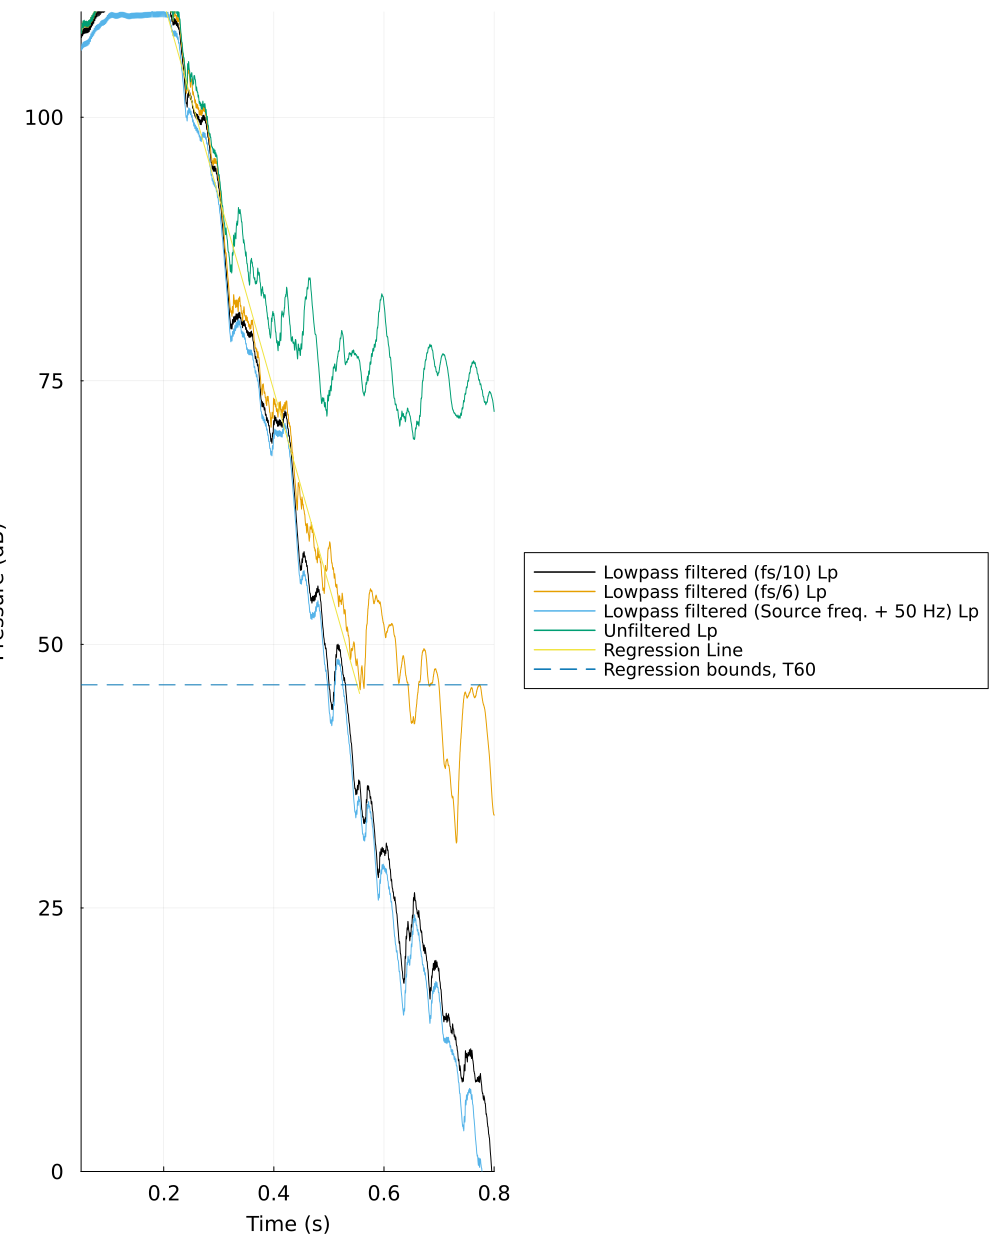 100
75
50
25
0
0.2 0.4 0.6 0.8
Time (s)
Pressure (dB)
Lowpass filtered (fs/10) Lp
Lowpass filtered (fs/6) Lp
Lowpass filtered (Source freq. + 50 Hz) Lp
Unfiltered Lp
Regression Line
Regression bounds, T60